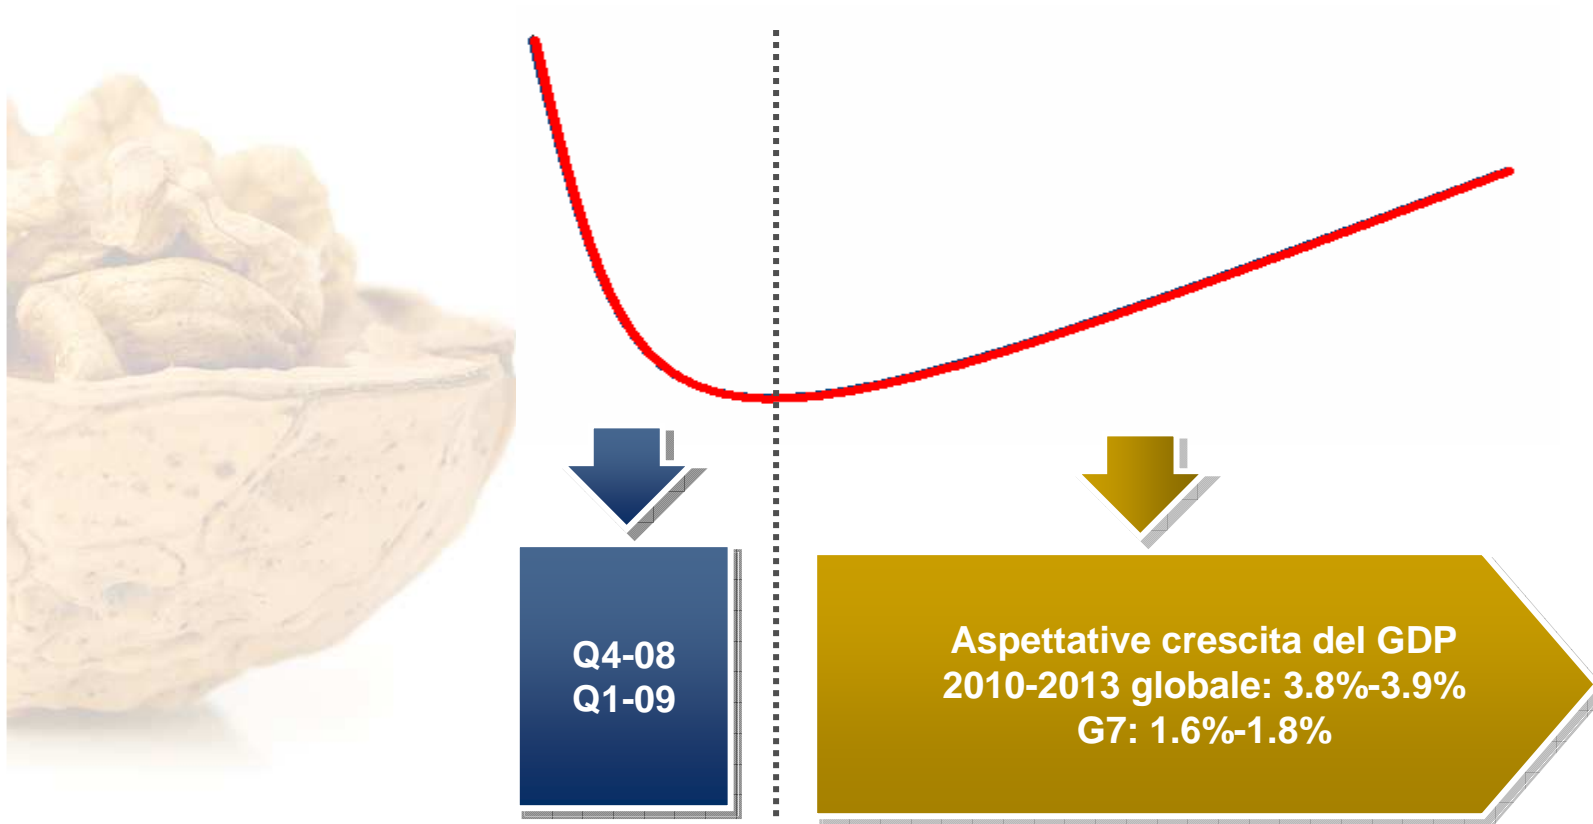 Q4-08
Q1-09
Aspettative crescita del GDP
2010-2013 globale: 3.8%-3.9%
G7: 1.6%-1.8%